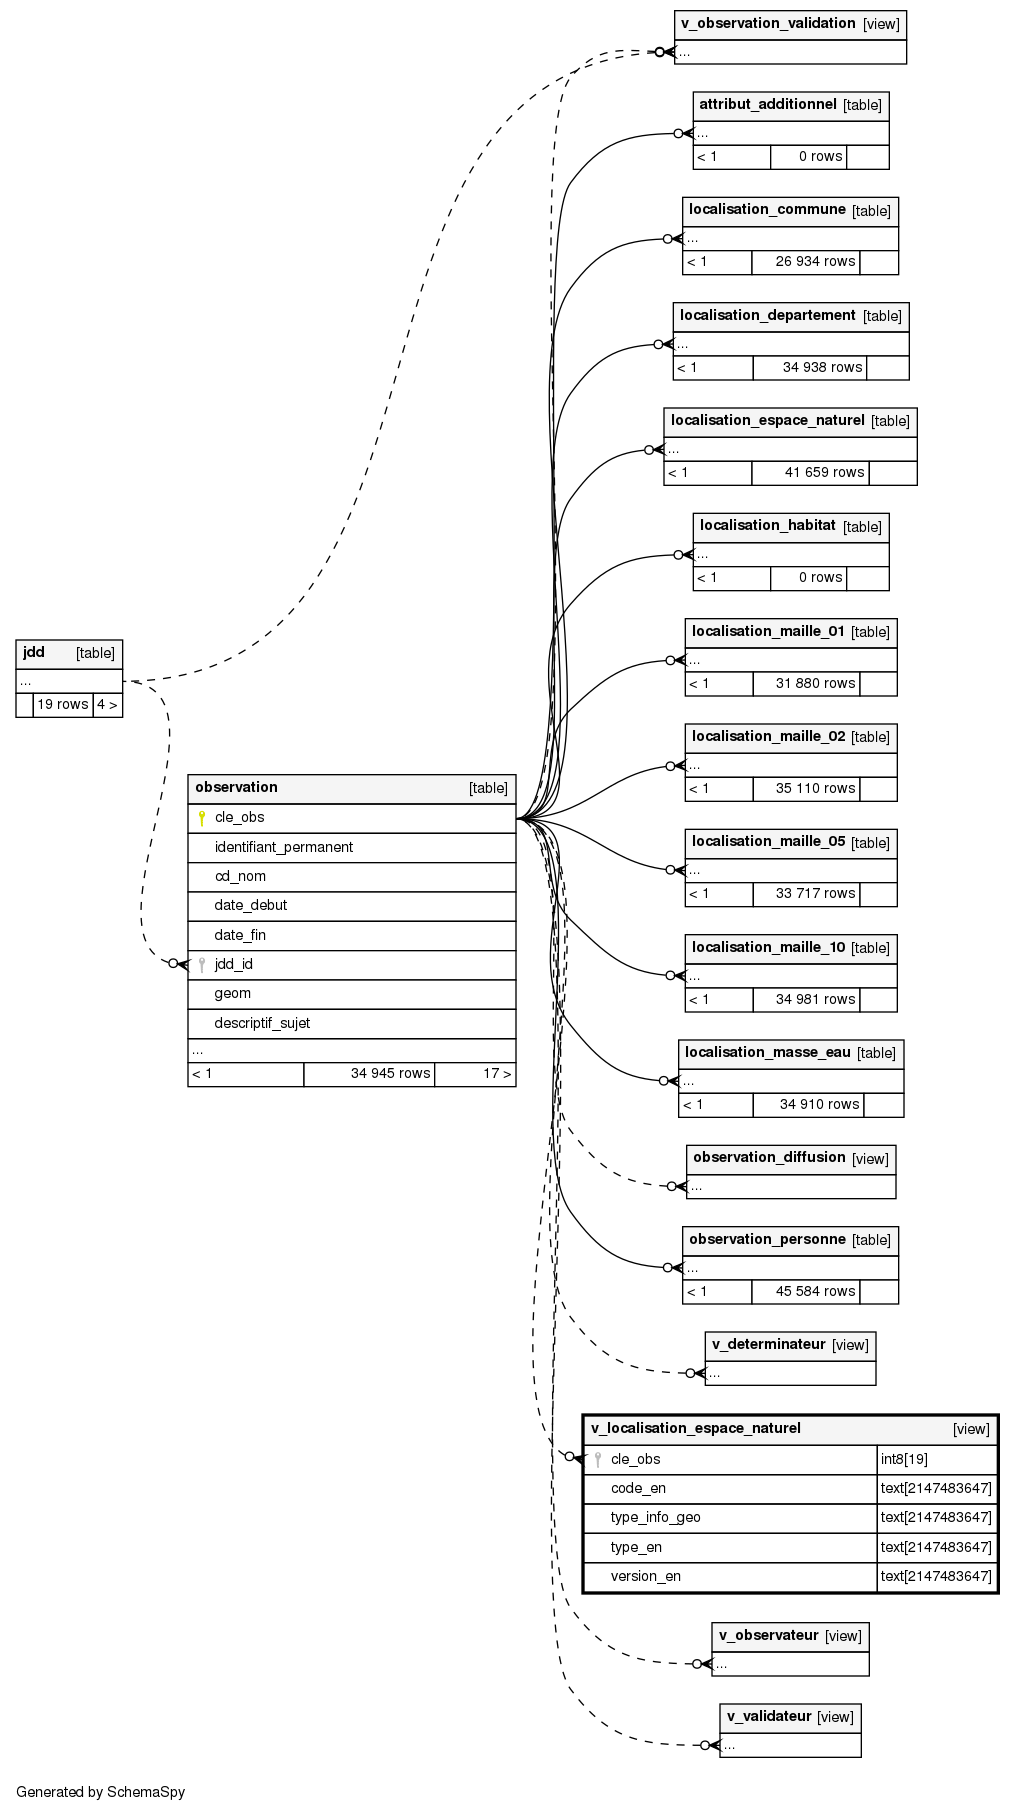 v_observation_validation [view]
...
attribut_additionnel [table]
...
< 1 0 rows
localisation_commune [table]
...
< 1 26 934 rows
localisation_departement [table]
...
< 1 34 938 rows
localisation_espace_naturel [table]
...
< 1 41 659 rows
localisation_habitat [table]
...
< 1 0 rows
localisation_maille_01 [table]
...
< 1 31 880 rows
jdd [table]
...
19 rows 4 >
localisation_maille_02 [table]
...
< 1 35 110 rows
observation [table]
cle_obs
identifiant_permanent
cd_nom
date_debut
date_fin
jdd_id
geom
descriptif_sujet
...
< 1 34 945 rows 17 >
localisation_maille_05 [table]
...
< 1 33 717 rows
localisation_maille_10 [table]
...
< 1 34 981 rows
localisation_masse_eau [table]
...
< 1 34 910 rows
observation_diffusion [view]
...
observation_personne [table]
...
< 1 45 584 rows
v_determinateur [view]
...
v_localisation_espace_naturel [view]
cle_obs int8[19]
code_en text[2147483647]
type_info_geo text[2147483647]
type_en text[2147483647]
version_en text[2147483647]
v_observateur [view]
...
v_validateur [view]
...
Generated by SchemaSpy